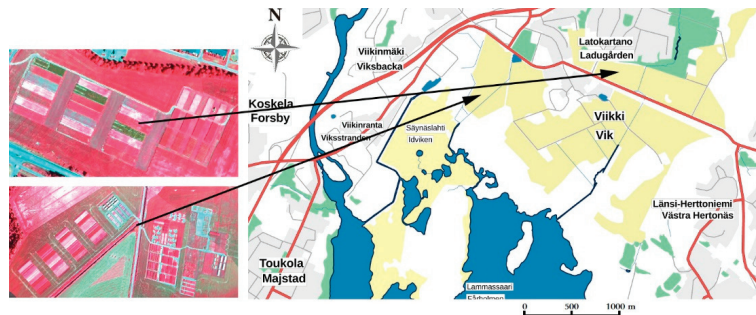 N
Viikinmäki
Viksbacka
Latokartano
Ladugården
Koskela
Forsby
Viikinranta
Viksstranden
Säynäslahti
Idviken
Viikki
Vik
Länsi-Herttoniemi
Västra Hertonäs
Toukola
Majstad
Lammassaari
Fårholmen
0 500 1000 m